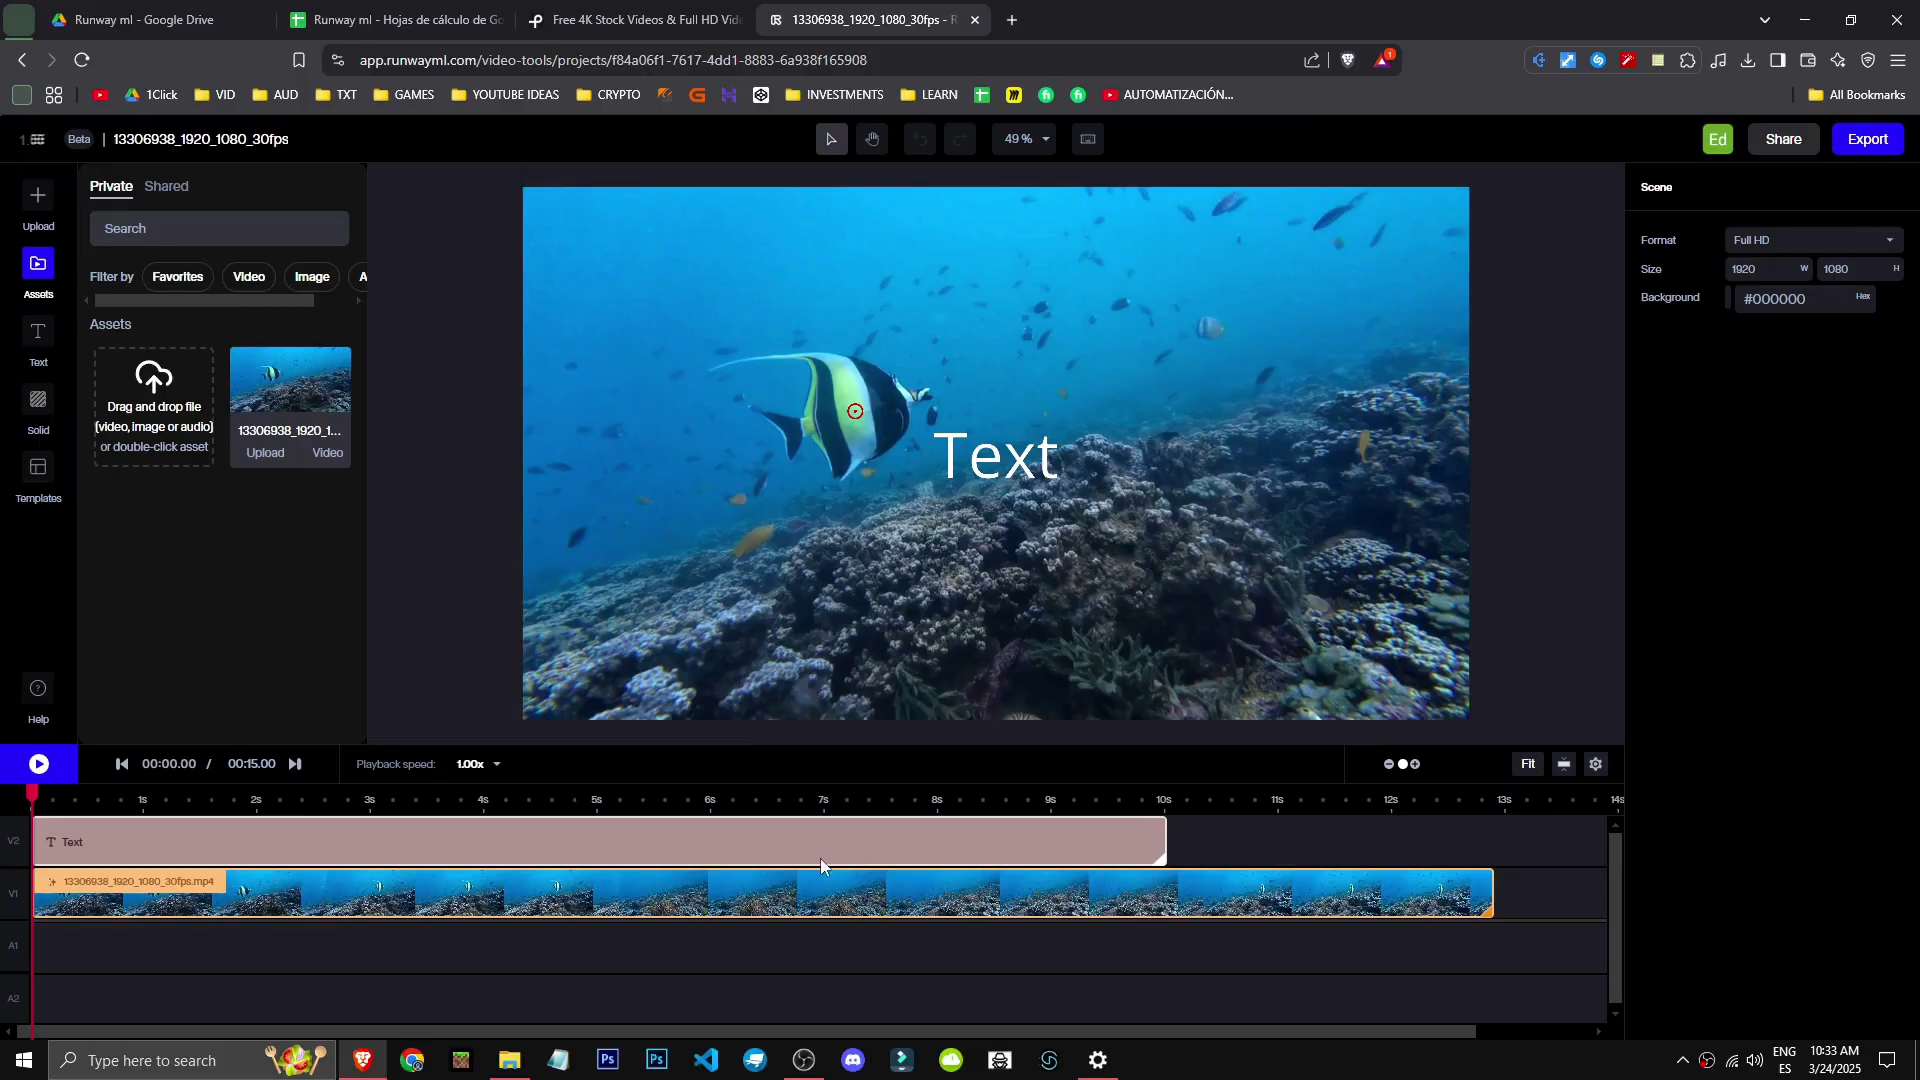 Runway ml - Google Drive
Runway ml - Hojas de cálculo de Go
Free 4K Stock Videos & Full HD Vide
13306938_1920_1080_30fps - R
app.runwayml.com/video-tools/projects/f84a06f1-7617-4dd1-8883-6a938f165908
1
1Click
VID
AUD
TXT
GAMES
YOUTUBE IDEAS
CRYPTO
INVESTMENTS
LEARN
AUTOMATIZACIÓN...
All Bookmarks
Beta
13306938_1920_1080_30fps
49 %
Ed
Share
Export
Upload
Assets
Text
Solid
Templates
Help
Private
Shared
Search
Filter by
Favorites
Video
Image
A
Assets
Drag and drop file
(video, image or audio)
or double-click asset
13306938_1920_1...
Upload
Video
Text
Scene
Format
Full HD
Size
1920
W
1080
H
Background
#000000
Hex
00:00.00 / 00:15.00
Playback speed:
1.00x
Fit
1s
2s
3s
4s
5s
6s
7s
8s
9s
10s
11s
12s
13s
14s
V2
T Text
V1
13306938_1920_1080_30fps.mp4
A1
A2
Type here to search
Ps
Ps
ENG
ES
10:33 AM
3/24/2025